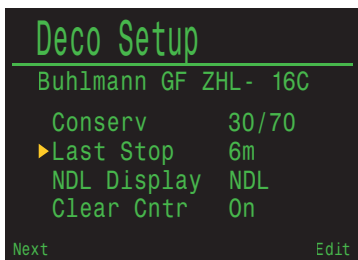 Deco Setup
Buhlmann GF ZHL- 16C
Conserv 30/70
Last Stop 6m
NDL Display NDL
Clear Cntr On
Next Edit